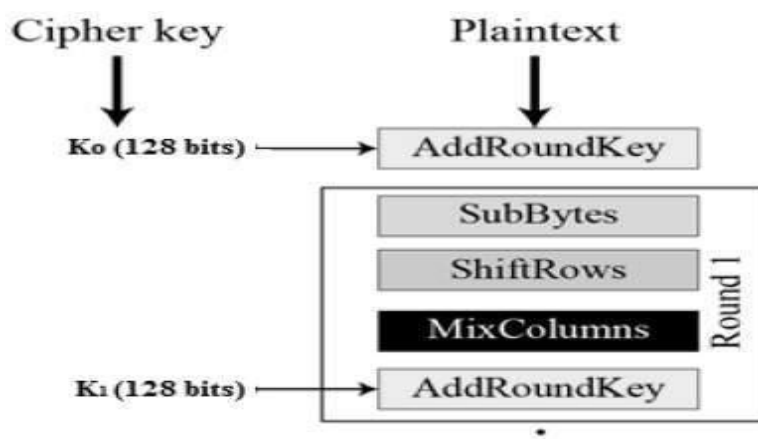 Cipher key
Plaintext
K0 (128 bits)
AddRoundKey
SubBytes
ShiftRows
MixColumns
Round 1
K1 (128 bits)
AddRoundKey